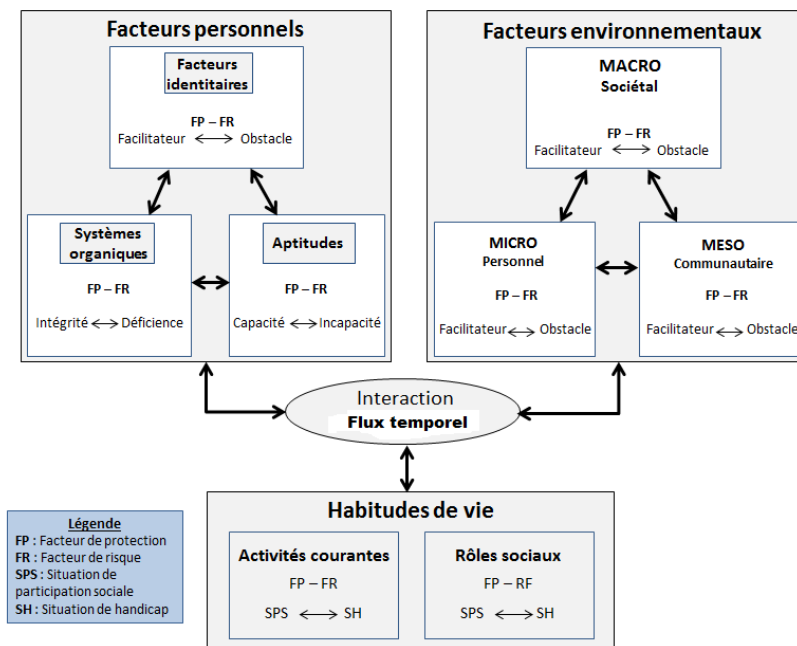 Facteurs personnels
Facteurs
identitaires
FP – FR
Facilitateur Obstacle
Systèmes
organiques
FP – FR
Intégrité Déficience
Aptitudes
FP – FR
Capacité Incapacité
Facteurs environnementaux
MACRO
Sociétal
FP – FR
Facilitateur Obstacle
MICRO
Personnel
FP – FR
Facilitateur Obstacle
MESO
Communautaire
FP – FR
Facilitateur Obstacle
Interaction
Flux temporel
Habitudes de vie
Activités courantes
FP – FR
SPS SH
Rôles sociaux
FP – RF
SPS SH
Légende
FP : Facteur de protection
FR : Facteur de risque
SPS : Situation de
participation sociale
SH : Situation de handicap